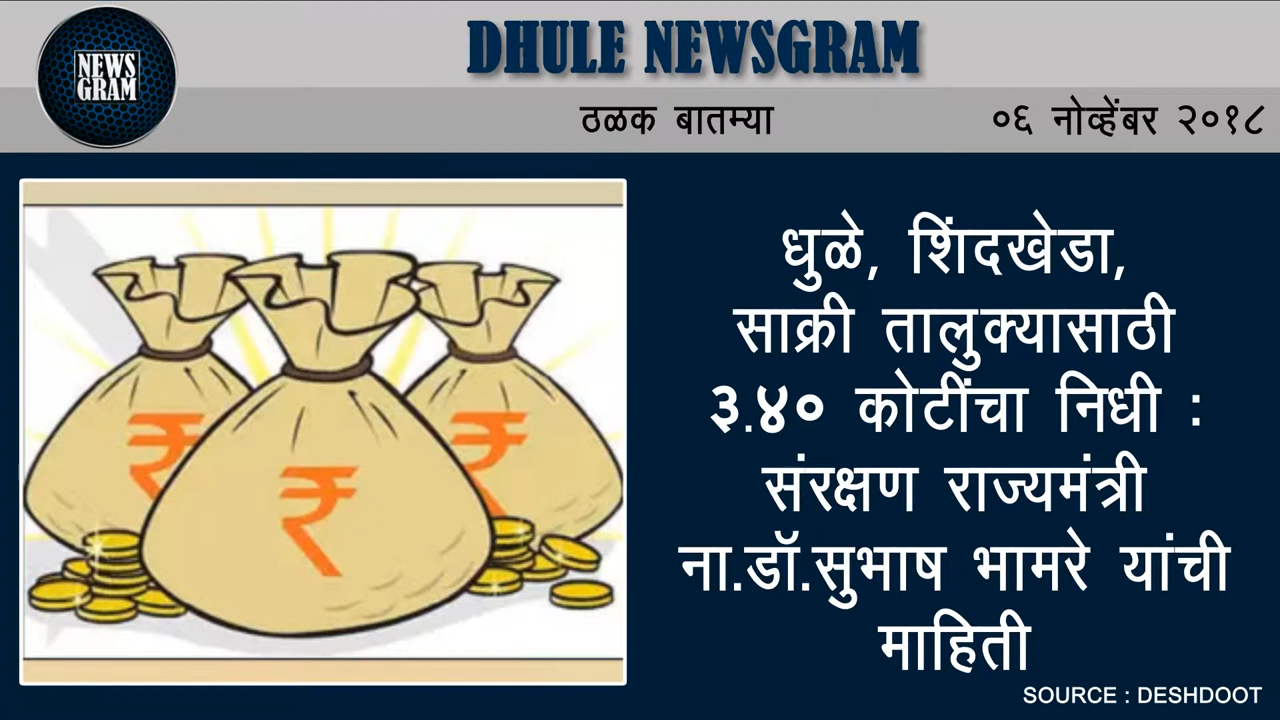 NEWS
GRAM
DHULE NEWSGRAM
ठळक बातम्या
०६ नोव्हेंबर २०१८
धुळे, शिंदखेडा,
साक्री तालुक्यासाठी
३.४० कोटींचा निधी :
संरक्षण राज्यमंत्री
ना.डॉ.सुभाष भामरे यांची
माहिती
₹
₹
₹
SOURCE : DESHDOOT